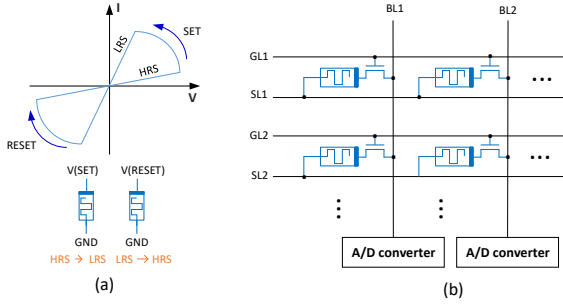 I
SET
LRS
HRS
V
RESET
V(SET) V(RESET)
GND GND
HRS → LRS LRS → HRS
(a)
BL1 BL2
GL1
SL1
GL2
SL2
A/D converter A/D converter
(b)